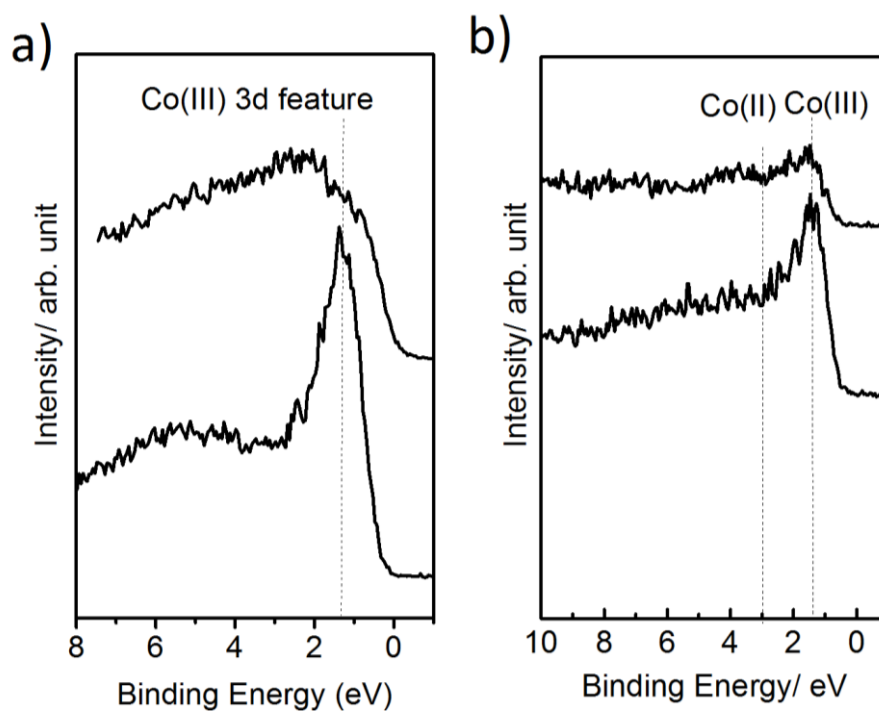 a)
Co(III) 3d feature
Intensity/ arb. unit
8 6 4 2 0
Binding Energy (eV)
b)
Co(II) Co(III)
Intensity/ arb. unit
10 8 6 4 2 0
Binding Energy/ eV